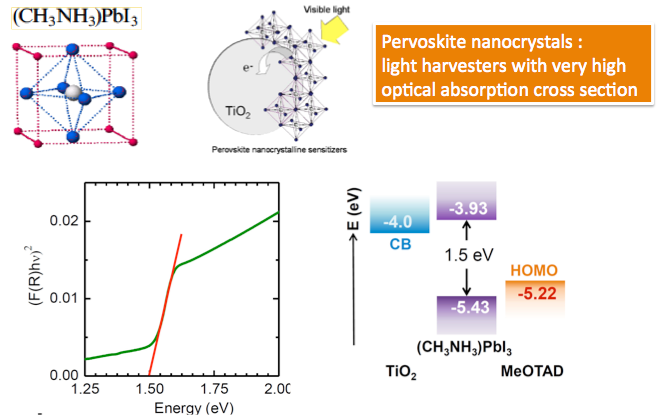 (CH₃NH₃)PbI₃
Visible light
e⁻
TiO₂
Perovskite nanocrystalline sensitizers
Pervoskite nanocrystals :
light harvesters with very high
optical absorption cross section
(F(R)hν)²
0.02
0.01
0.00
1.25 1.50 1.75 2.00
Energy (eV)
E (eV)
-4.0
CB
-3.93
1.5 eV
-5.43
HOMO
-5.22
(CH₃NH₃)PbI₃
TiO₂
MeOTAD